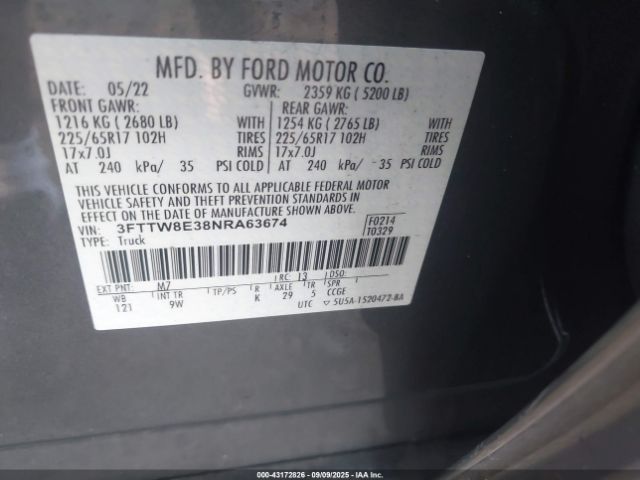 MFD. BY FORD MOTOR CO.
DATE: 05/22 GVWR: 2359 KG ( 5200 LB)
FRONT GAWR: REAR GAWR:
1216 KG ( 2680 LB) WITH 1254 KG ( 2765 LB) WITH
225/65R17 102H TIRES 225/65R17 102H TIRES
17x7.0J RIMS 17x7.0J RIMS
AT 240 kPa/ 35 PSI COLD AT 240 kPa/ 35 PSI COLD
THIS VEHICLE CONFORMS TO ALL APPLICABLE FEDERAL MOTOR
VEHICLE SAFETY AND THEFT PREVENTION STANDARDS IN
EFFECT ON THE DATE OF MANUFACTURE SHOWN ABOVE.
VIN: 3FTTW8E38NRA63674 F0214
TYPE: Truck T0329
EXT PNT: M7 RC: 13 DSO:
WB INT TR TP/PS R AXLE TR SPR
121 9W K 29 5 CCGE
UTC ▽ 5U5A-1520472-BA
000-43172826 - 09/09/2025 - IAA Inc.